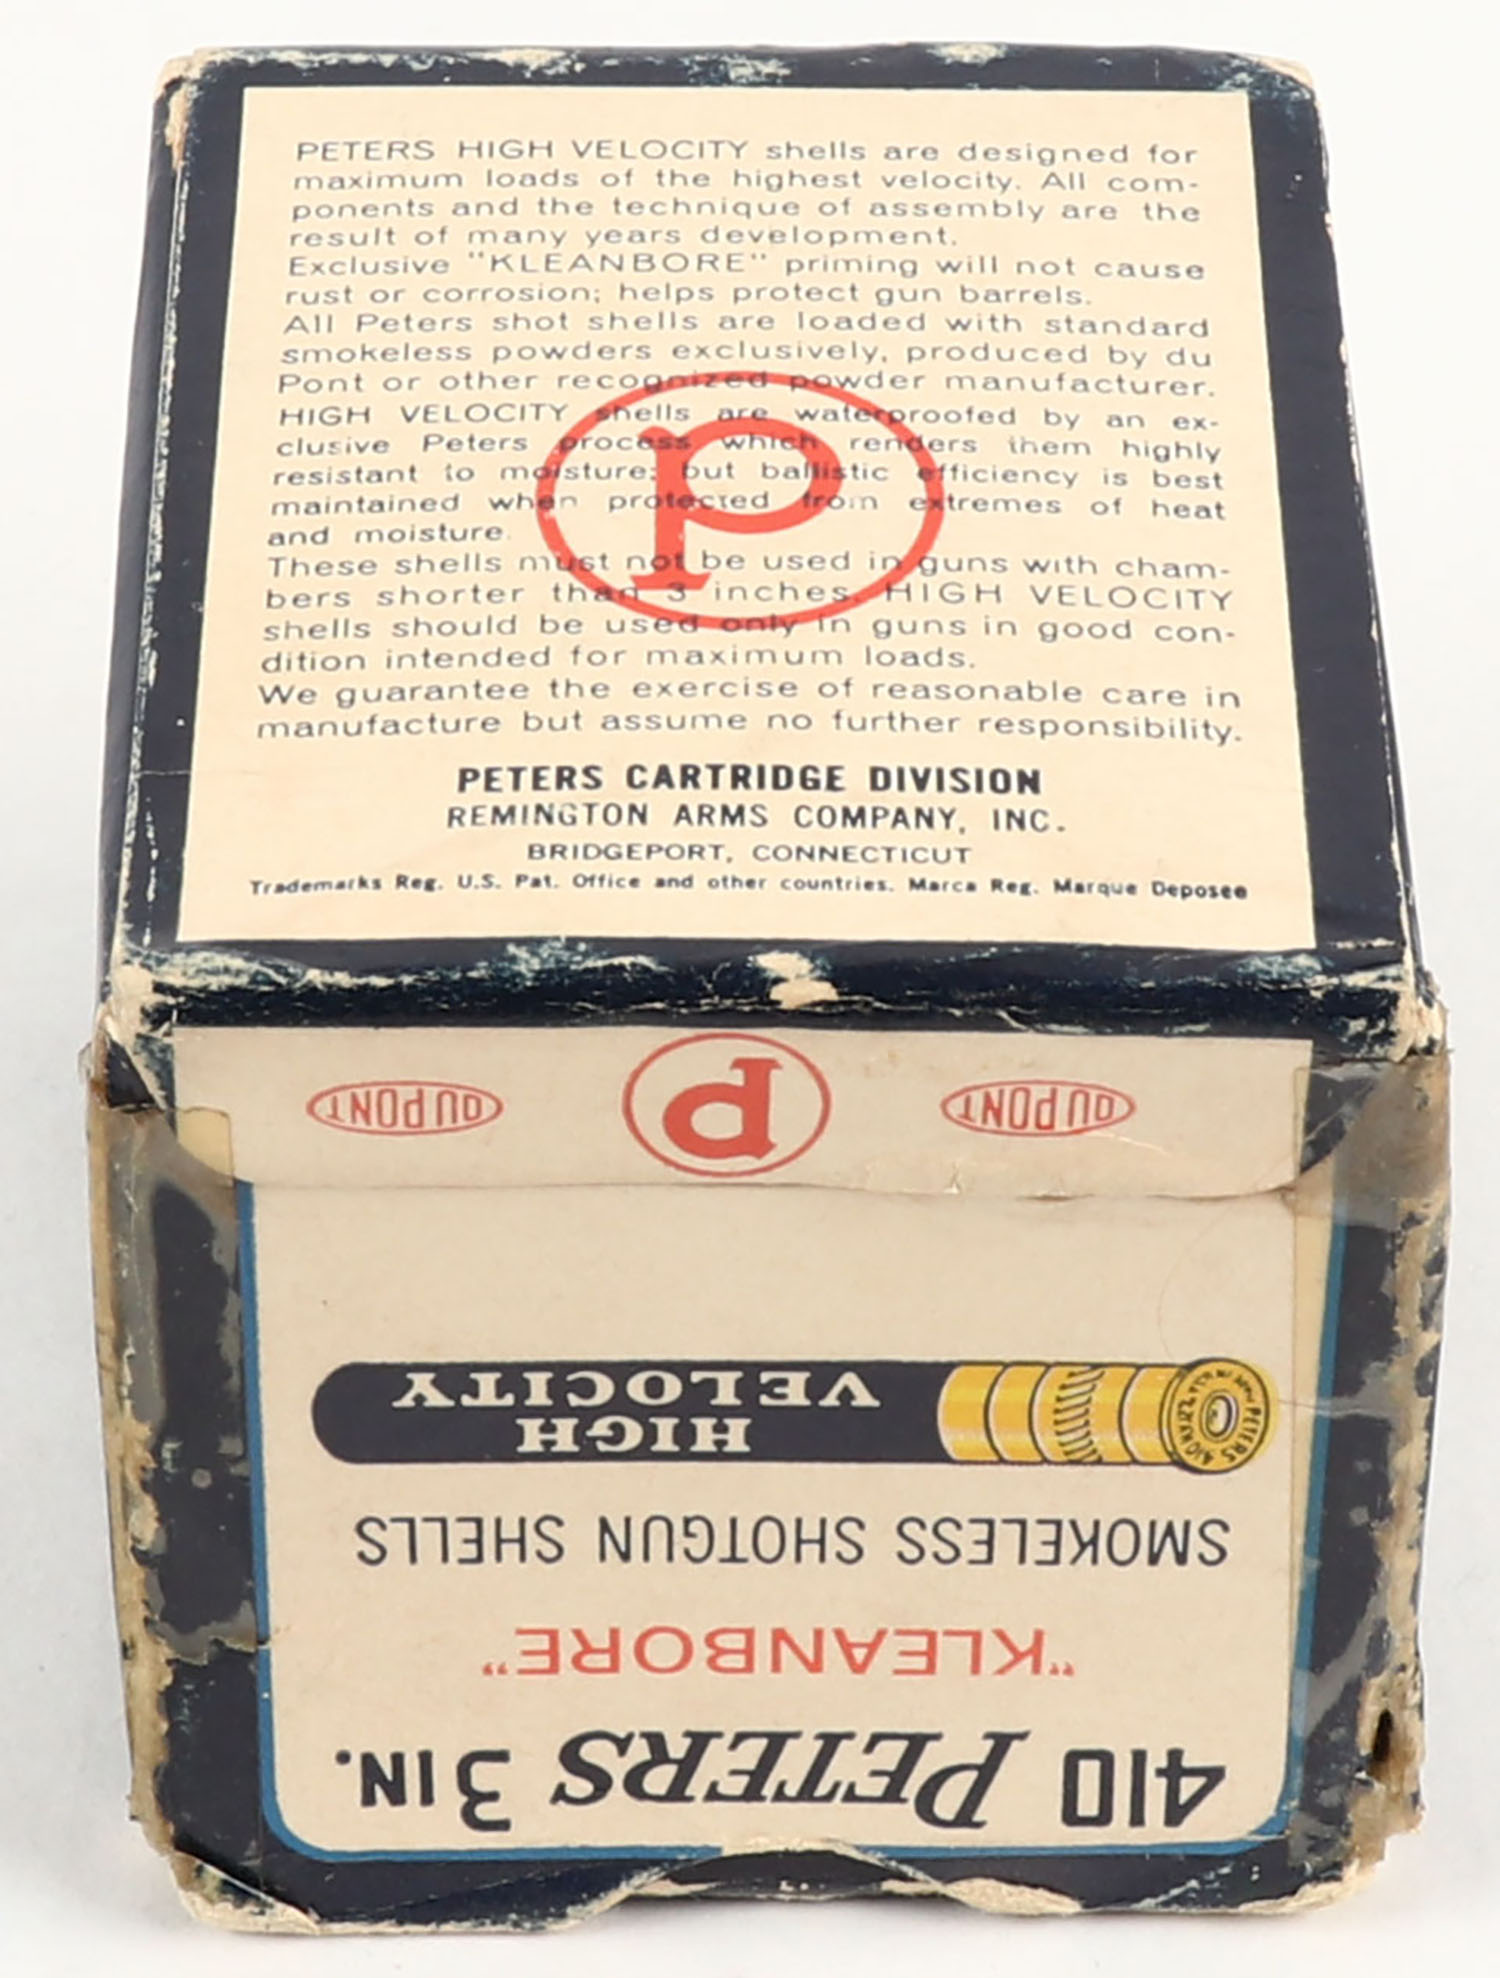 PETERS HIGH VELOCITY shells are designed for
maximum loads of the highest velocity. All com-
ponents and the technique of assembly are the
result of many years development.
Exclusive "KLEANBORE" priming will not cause
rust or corrosion; helps protect gun barrels.
All Peters shot shells are loaded with standard
smokeless powders exclusively, produced by du
Pont or other recognized powder manufacturer.
HIGH VELOCITY shells are waterproofed by an ex-
clusive Peters process which renders them highly
resistant to moisture; but ballistic efficiency is best
maintained when protected from extremes of heat
and moisture.
These shells must not be used in guns with cham-
bers shorter than 3 inches. HIGH VELOCITY
shells should be used only in guns in good con-
dition intended for maximum loads.
We guarantee the exercise of reasonable care in
manufacture but assume no further responsibility.
P
PETERS CARTRIDGE DIVISION
REMINGTON ARMS COMPANY, INC.
BRIDGEPORT, CONNECTICUT
Trademarks Reg. U.S. Pat. Office and other countries. Marca Reg. Marque Deposee
410 PETERS 3 IN.
"KLEANBORE"
SMOKELESS SHOTGUN SHELLS
HIGH
VELOCITY
PETERS
DU PONT P DU PONT